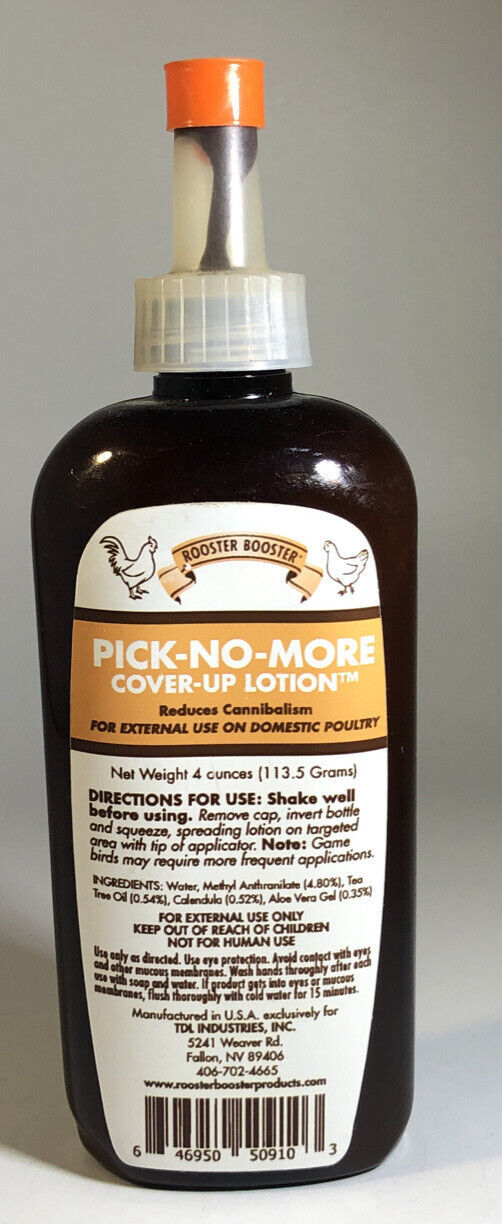 ROOSTER BOOSTER
PICK-NO-MORE
COVER-UP LOTION™
Reduces Cannibalism
FOR EXTERNAL USE ON DOMESTIC POULTRY
Net Weight 4 ounces (113.5 Grams)
DIRECTIONS FOR USE: Shake well
before using. Remove cap, invert bottle
and squeeze, spreading lotion on targeted
area with tip of applicator. Note: Game
birds may require more frequent applications.
INGREDIENTS: Water, Methyl Anthranilate (4.80%), Tea
Tree Oil (0.54%), Calendula (0.52%), Aloe Vera Gel (0.35%)
FOR EXTERNAL USE ONLY
KEEP OUT OF REACH OF CHILDREN
NOT FOR HUMAN USE
Use only as directed. Use eye protection. Avoid contact with eyes
and other mucous membranes. Wash hands throughly after each
use with soap and water. If product gets into eyes or mucous
membranes, flush thoroughly with cold water for 15 minutes.
Manufactured in U.S.A. exclusively for
TDL INDUSTRIES, INC.
5241 Weaver Rd.
Fallon, NV 89406
406-702-4665
www.roosterboosterproducts.com
6 46950 50910 3